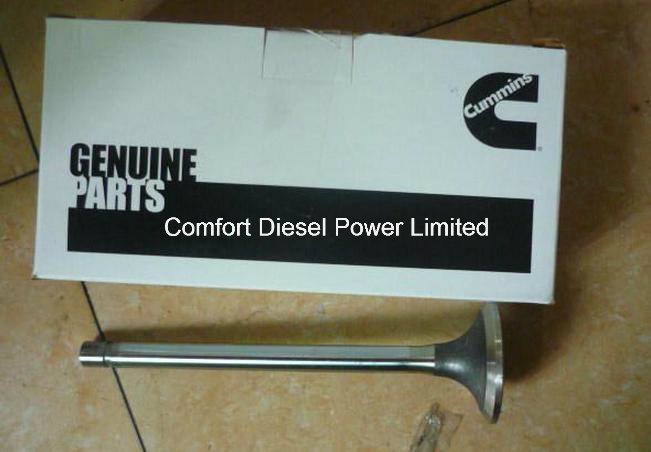 Cummins
GENUINE
PARTS
Comfort Diesel Power Limited